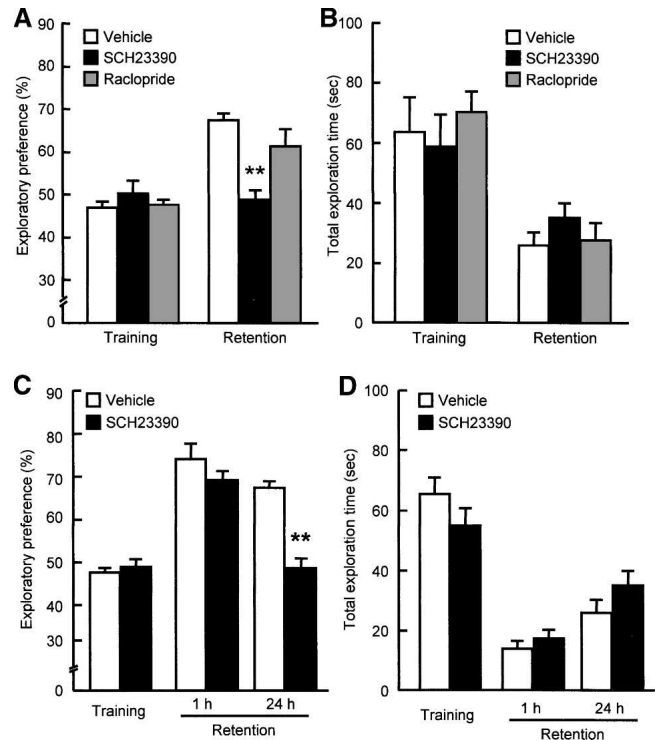 A
Exploratory preference (%)
90
80
70
60
50
40
30
0
Vehicle
SCH23390
Raclopride
**
Training
Retention
B
Total exploration time (sec)
100
80
60
40
20
0
Vehicle
SCH23390
Raclopride
Training
Retention
C
Exploratory preference (%)
90
80
70
60
50
40
30
0
Vehicle
SCH23390
**
Training
1 h
24 h
Retention
D
Total exploration time (sec)
100
80
60
40
20
0
Vehicle
SCH23390
Training
1 h
24 h
Retention